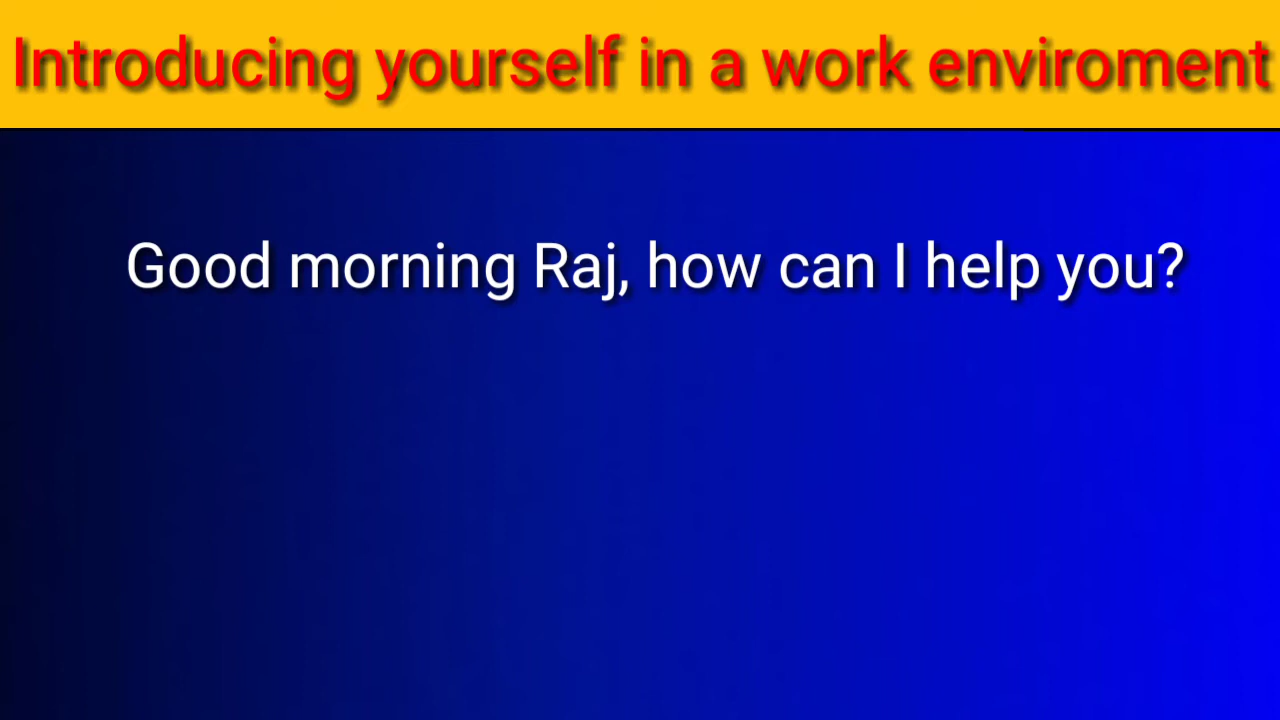 Introducing yourself in a work enviroment
Good morning Raj, how can I help you?